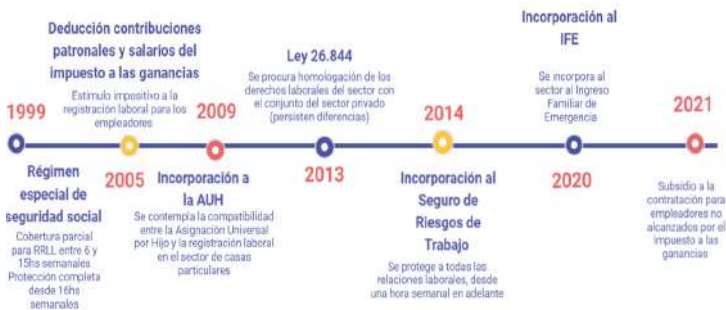 1999
Régimen
especial de
seguridad social
Cobertura parcial
para RRLL entre 6 y
15hs semanales
Protección completa
desde 16hs
semanales
Deducción contribuciones
patronales y salarios del
impuesto a las ganancias
Estímulo impositivo a la
registración laboral para los
empleadores
2005
2009
Incorporación a
la AUH
Se contempla la compatibilidad
entre la Asignación Universal
por Hijo y la registración laboral
en el sector de casas
particulares
Ley 26.844
Se procura homologación de los
derechos laborales del sector con
el conjunto del sector privado
(persisten diferencias)
2013
2014
Incorporación al
Seguro de
Riesgos de
Trabajo
Se protege a todas las
relaciones laborales, desde
una hora semanal en adelante
Incorporación al
IFE
Se incorpora al
sector al Ingreso
Familiar de
Emergencia
2020
2021
Subsidio a la
contratación para
empleadores no
alcanzados por el
impuesto a las
ganancias